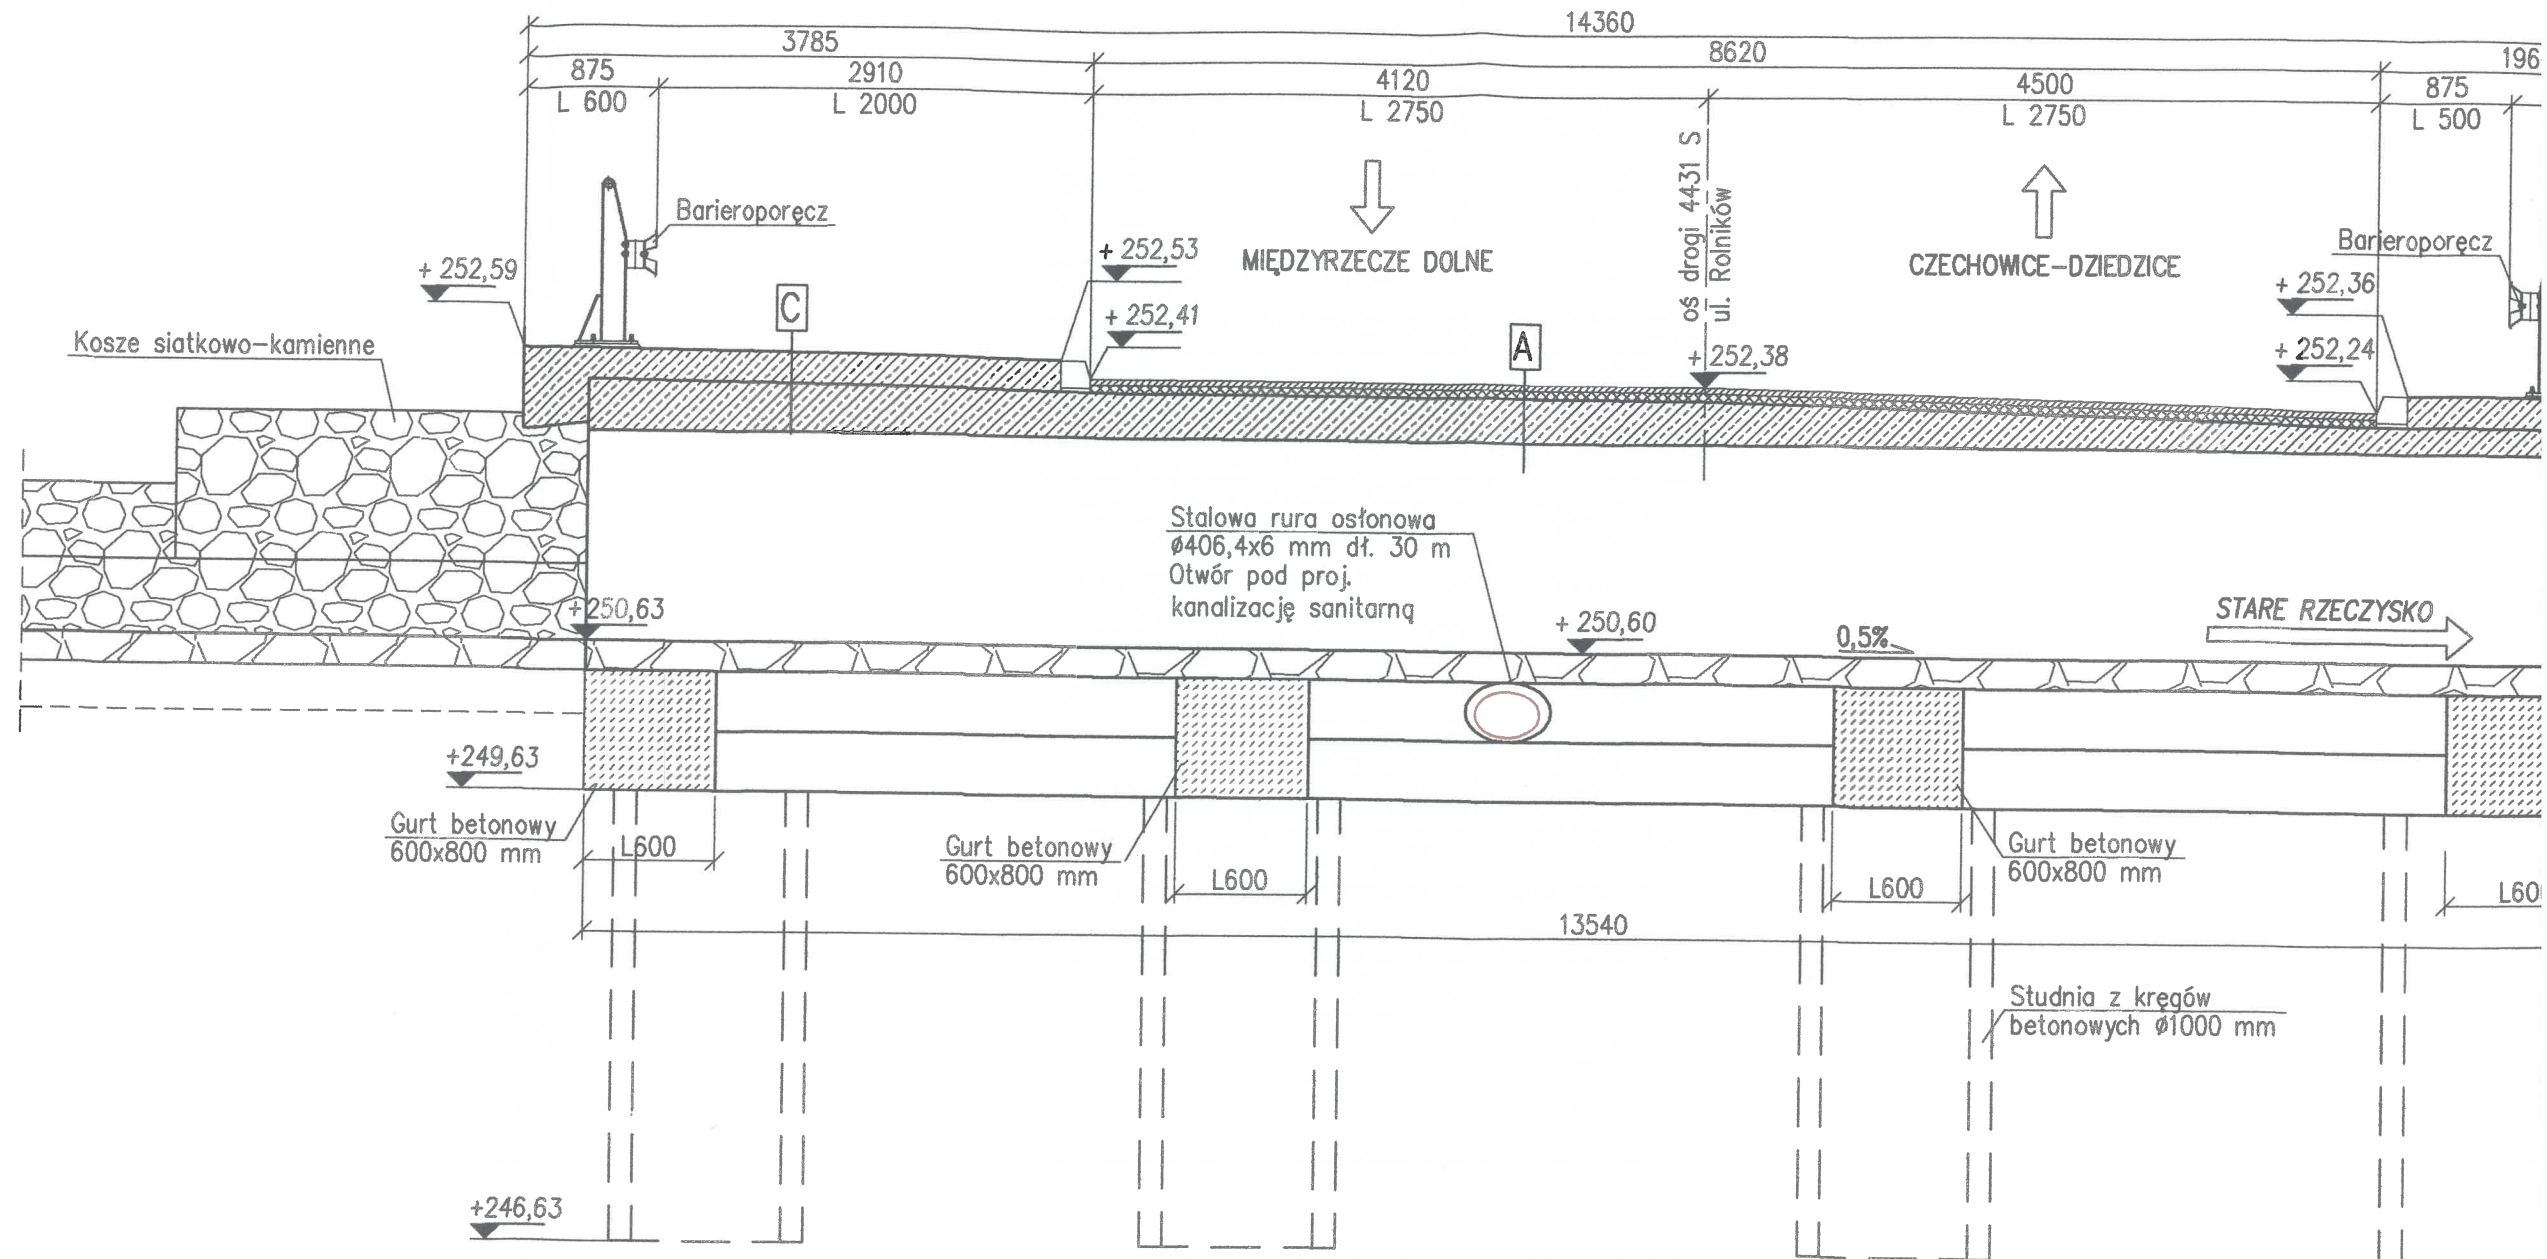 14360
3785
8620
196
875
2910
4120
4500
875
L 600
L 2000
L 2750
L 2750
L 500
oś drogi 4431 S
ul. Rolników
Barieroporęcz
+ 252,59
+ 252,53
+ 252,41
MIĘDZYRZECZE DOLNE
CZECHOWICE-DZIEDZICE
Barieroporęcz
+ 252,36
+ 252,24
C
A
+ 252,38
Kosze siatkowo-kamienne
Stalowa rura osłonowa
ø406,4x6 mm dł. 30 m
Otwór pod proj.
kanalizację sanitarną
+250,63
+ 250,60
0,5%
STARE RZECZYSKO
+249,63
Gurt betonowy
600x800 mm
L600
Gurt betonowy
600x800 mm
L600
Gurt betonowy
600x800 mm
L600
L60
13540
Studnia z kręgów
betonowych ø1000 mm
+246,63